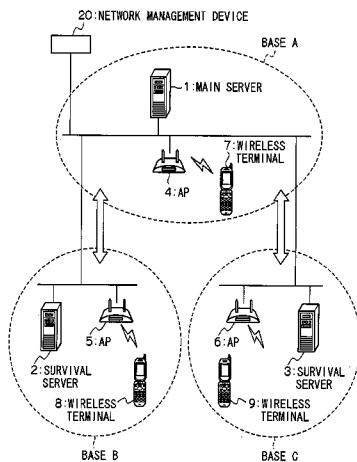 20:NETWORK MANAGEMENT DEVICE
BASE A
1:MAIN SERVER
7:WIRELESS
TERMINAL
4:AP
5:AP
6:AP
2:SURVIVAL
SERVER
3:SURVIVAL
SERVER
8:WIRELESS
TERMINAL
9:WIRELESS
TERMINAL
BASE B
BASE C